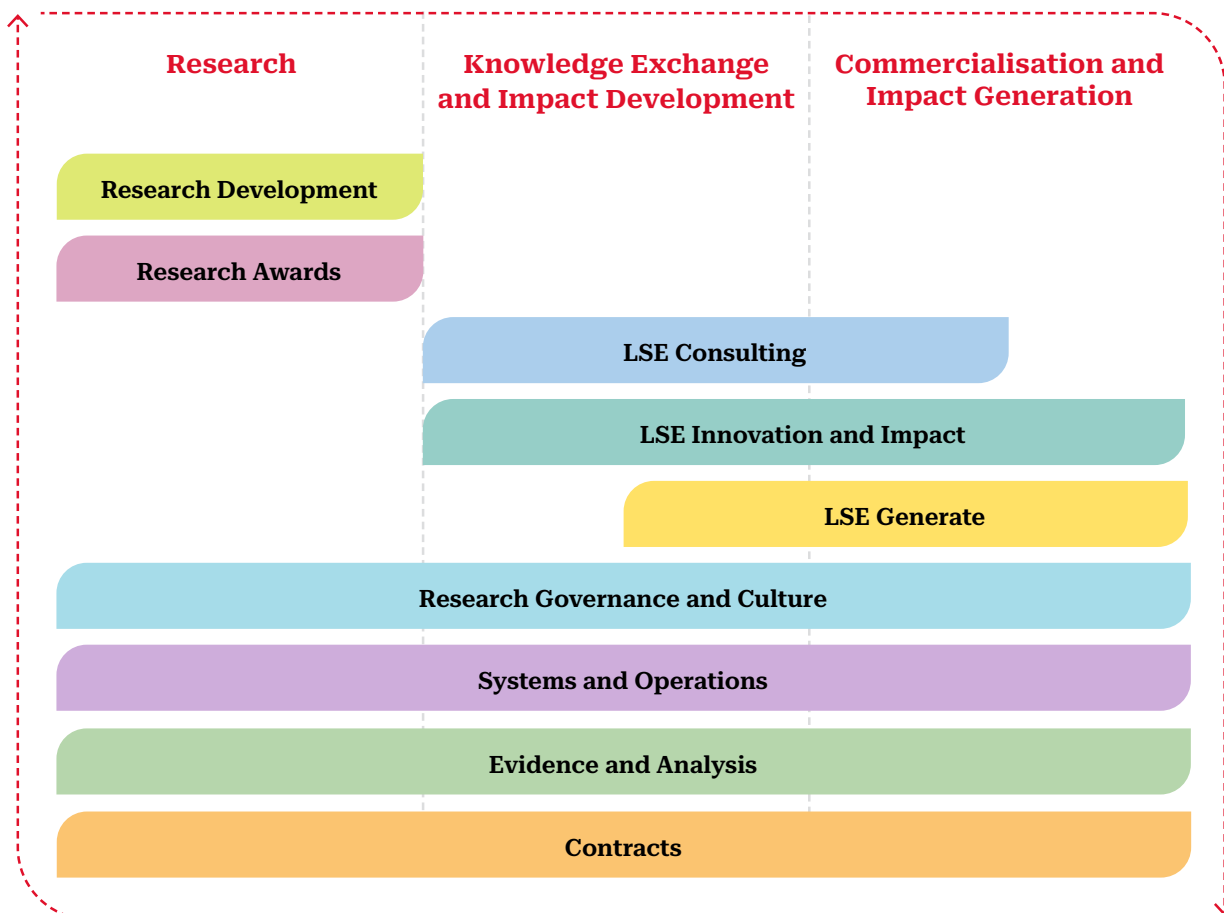 Research
Knowledge Exchange
and Impact Development
Commercialisation and
Impact Generation
Research Development
Research Awards
LSE Consulting
LSE Innovation and Impact
LSE Generate
Research Governance and Culture
Systems and Operations
Evidence and Analysis
Contracts